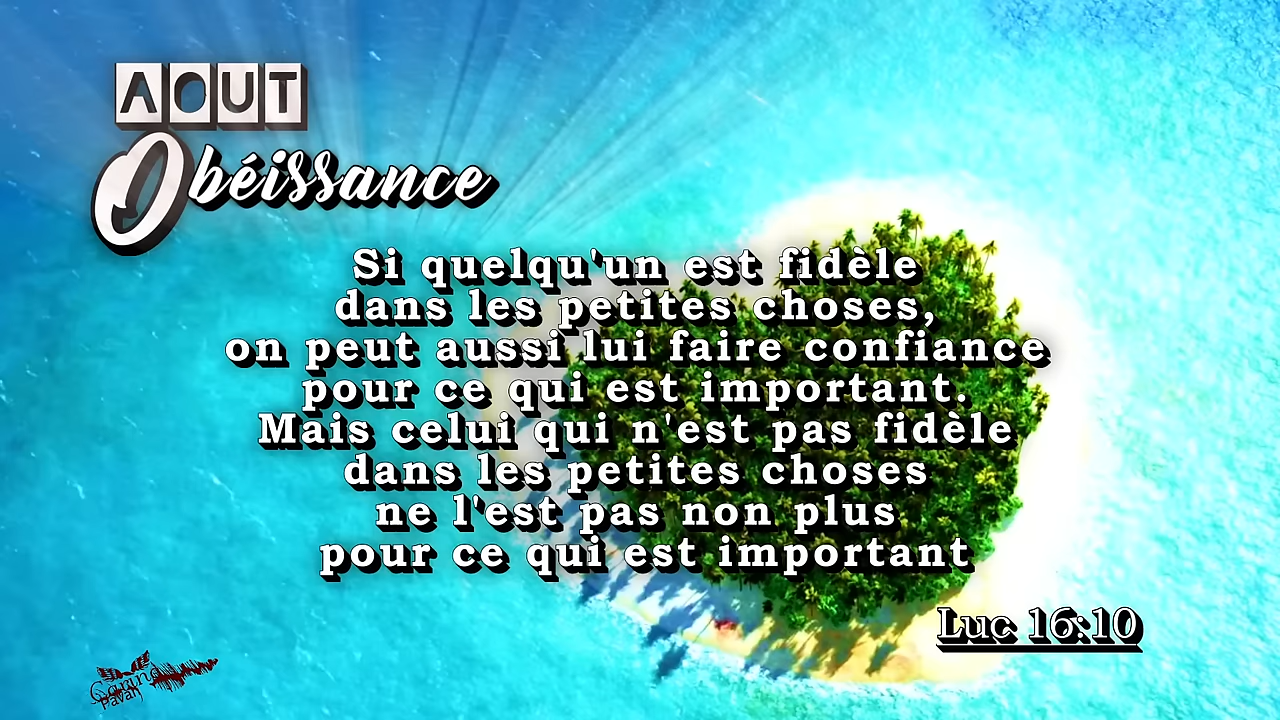 AOUT
Obéissance
Si quelqu'un est fidèle
dans les petites choses,
on peut aussi lui faire confiance
pour ce qui est important.
Mais celui qui n'est pas fidèle
dans les petites choses
ne l'est pas non plus
pour ce qui est important
Luc 16:10
Pavan